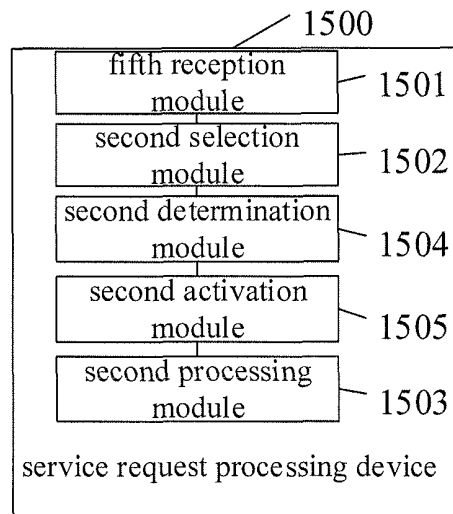 1500
fifth reception
module
1501
second selection
module
1502
second determination
module
1504
second activation
module
1505
second processing
module
1503
service request processing device